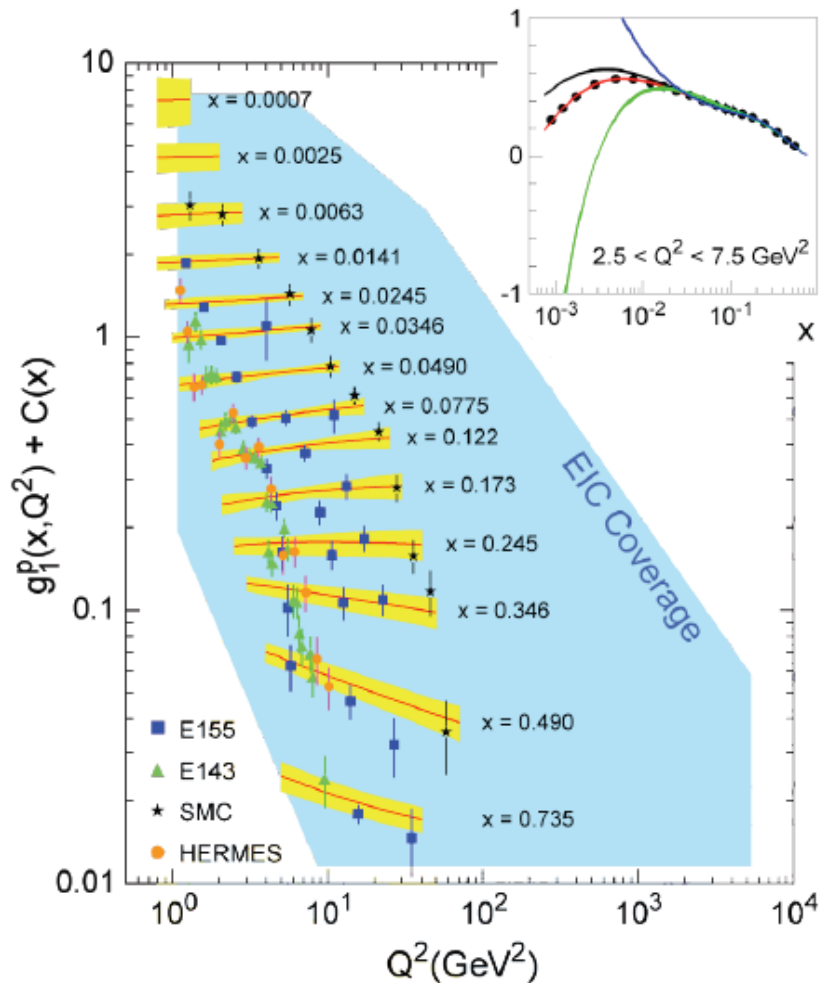 10
1
0.1
0.01
g₁ᵖ(x,Q²) + C(x)
x = 0.0007
x = 0.0025
x = 0.0063
x = 0.0141
x = 0.0245
x = 0.0346
x = 0.0490
x = 0.0775
x = 0.122
x = 0.173
x = 0.245
x = 0.346
x = 0.490
x = 0.735
EIC Coverage
E155
E143
SMC
HERMES
10⁰
10¹
10²
10³
10⁴
Q²(GeV²)
1
0
-1
2.5 < Q² < 7.5 GeV²
10⁻³
10⁻²
10⁻¹
x